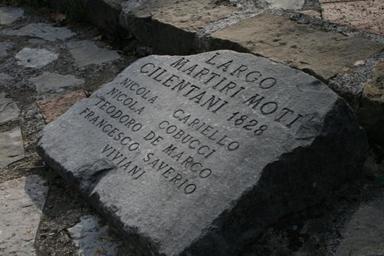 LARGO
MARTIRI MOTI
CILENTANI 1828
NICOLA CARIELLO
NICOLA COBUCCI
TEODORO DE MARCO
FRANCESCO SAVERIO
VIVIANI